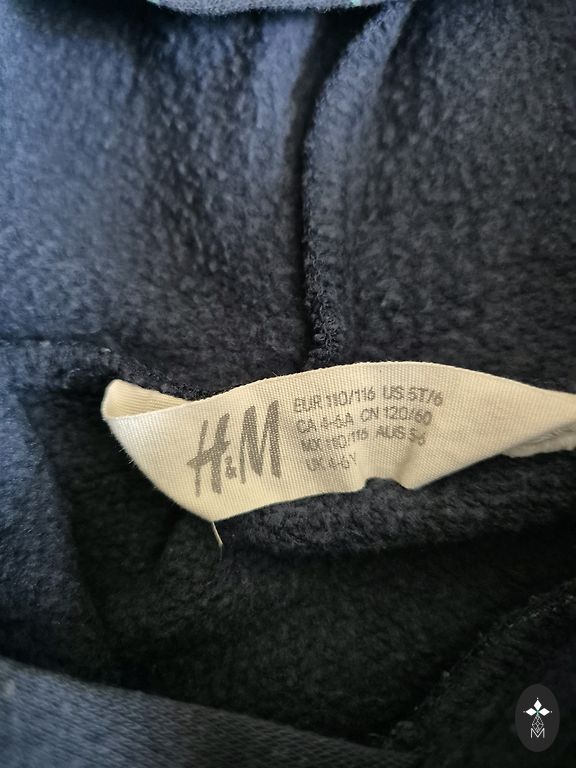 H&M
EUR 110/116 US 5T/6
CA 4-6A CN 120/60
MX 110/116 AUS 5-6
UK 4-6Y
M